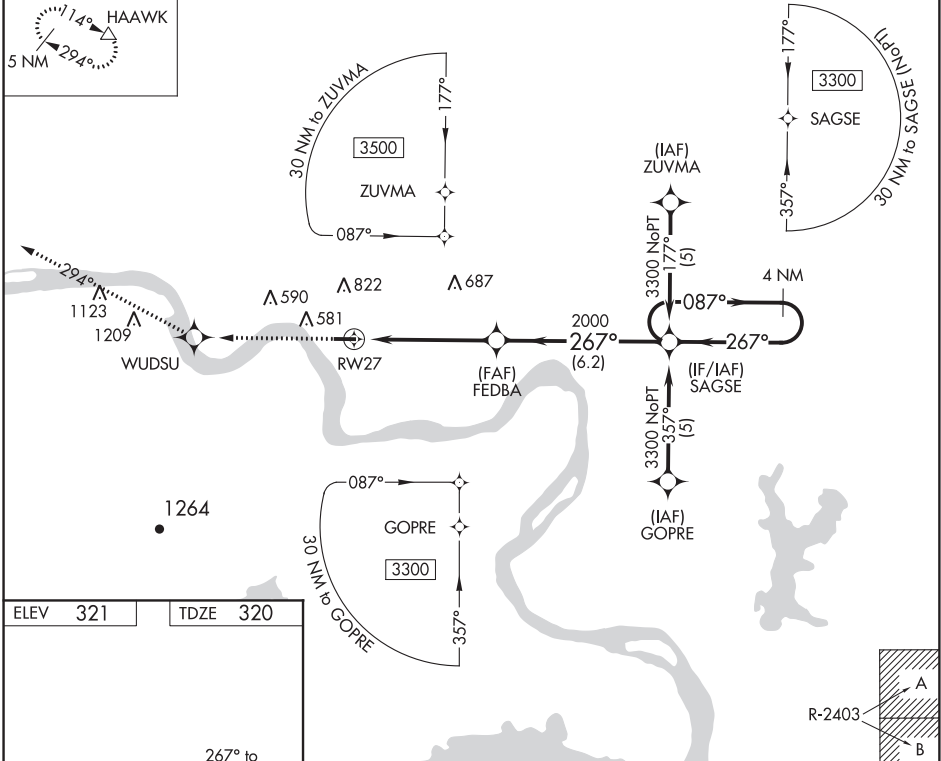 114°
HAAWK
5 NM
294°
30 NM to ZUVMA
177°
3500
ZUVMA
087°
177°
3300
SAGSE
357°
30 NM to SAGSE (NoPT)
(IAF)
ZUVMA
3300 NoPT
177°
(5)
4 NM
087°
294°
1123
1209
590
822
687
581
WUDSU
RW27
(FAF)
FEDBA
2000
267°
(6.2)
267°
(IF/IAF)
SAGSE
3300 NoPT
357°
(5)
(IAF)
GOPRE
1264
087°
GOPRE
3300
357°
30 NM to GOPRE
ELEV 321
TDZE 320
267° to
R-2403
A
B